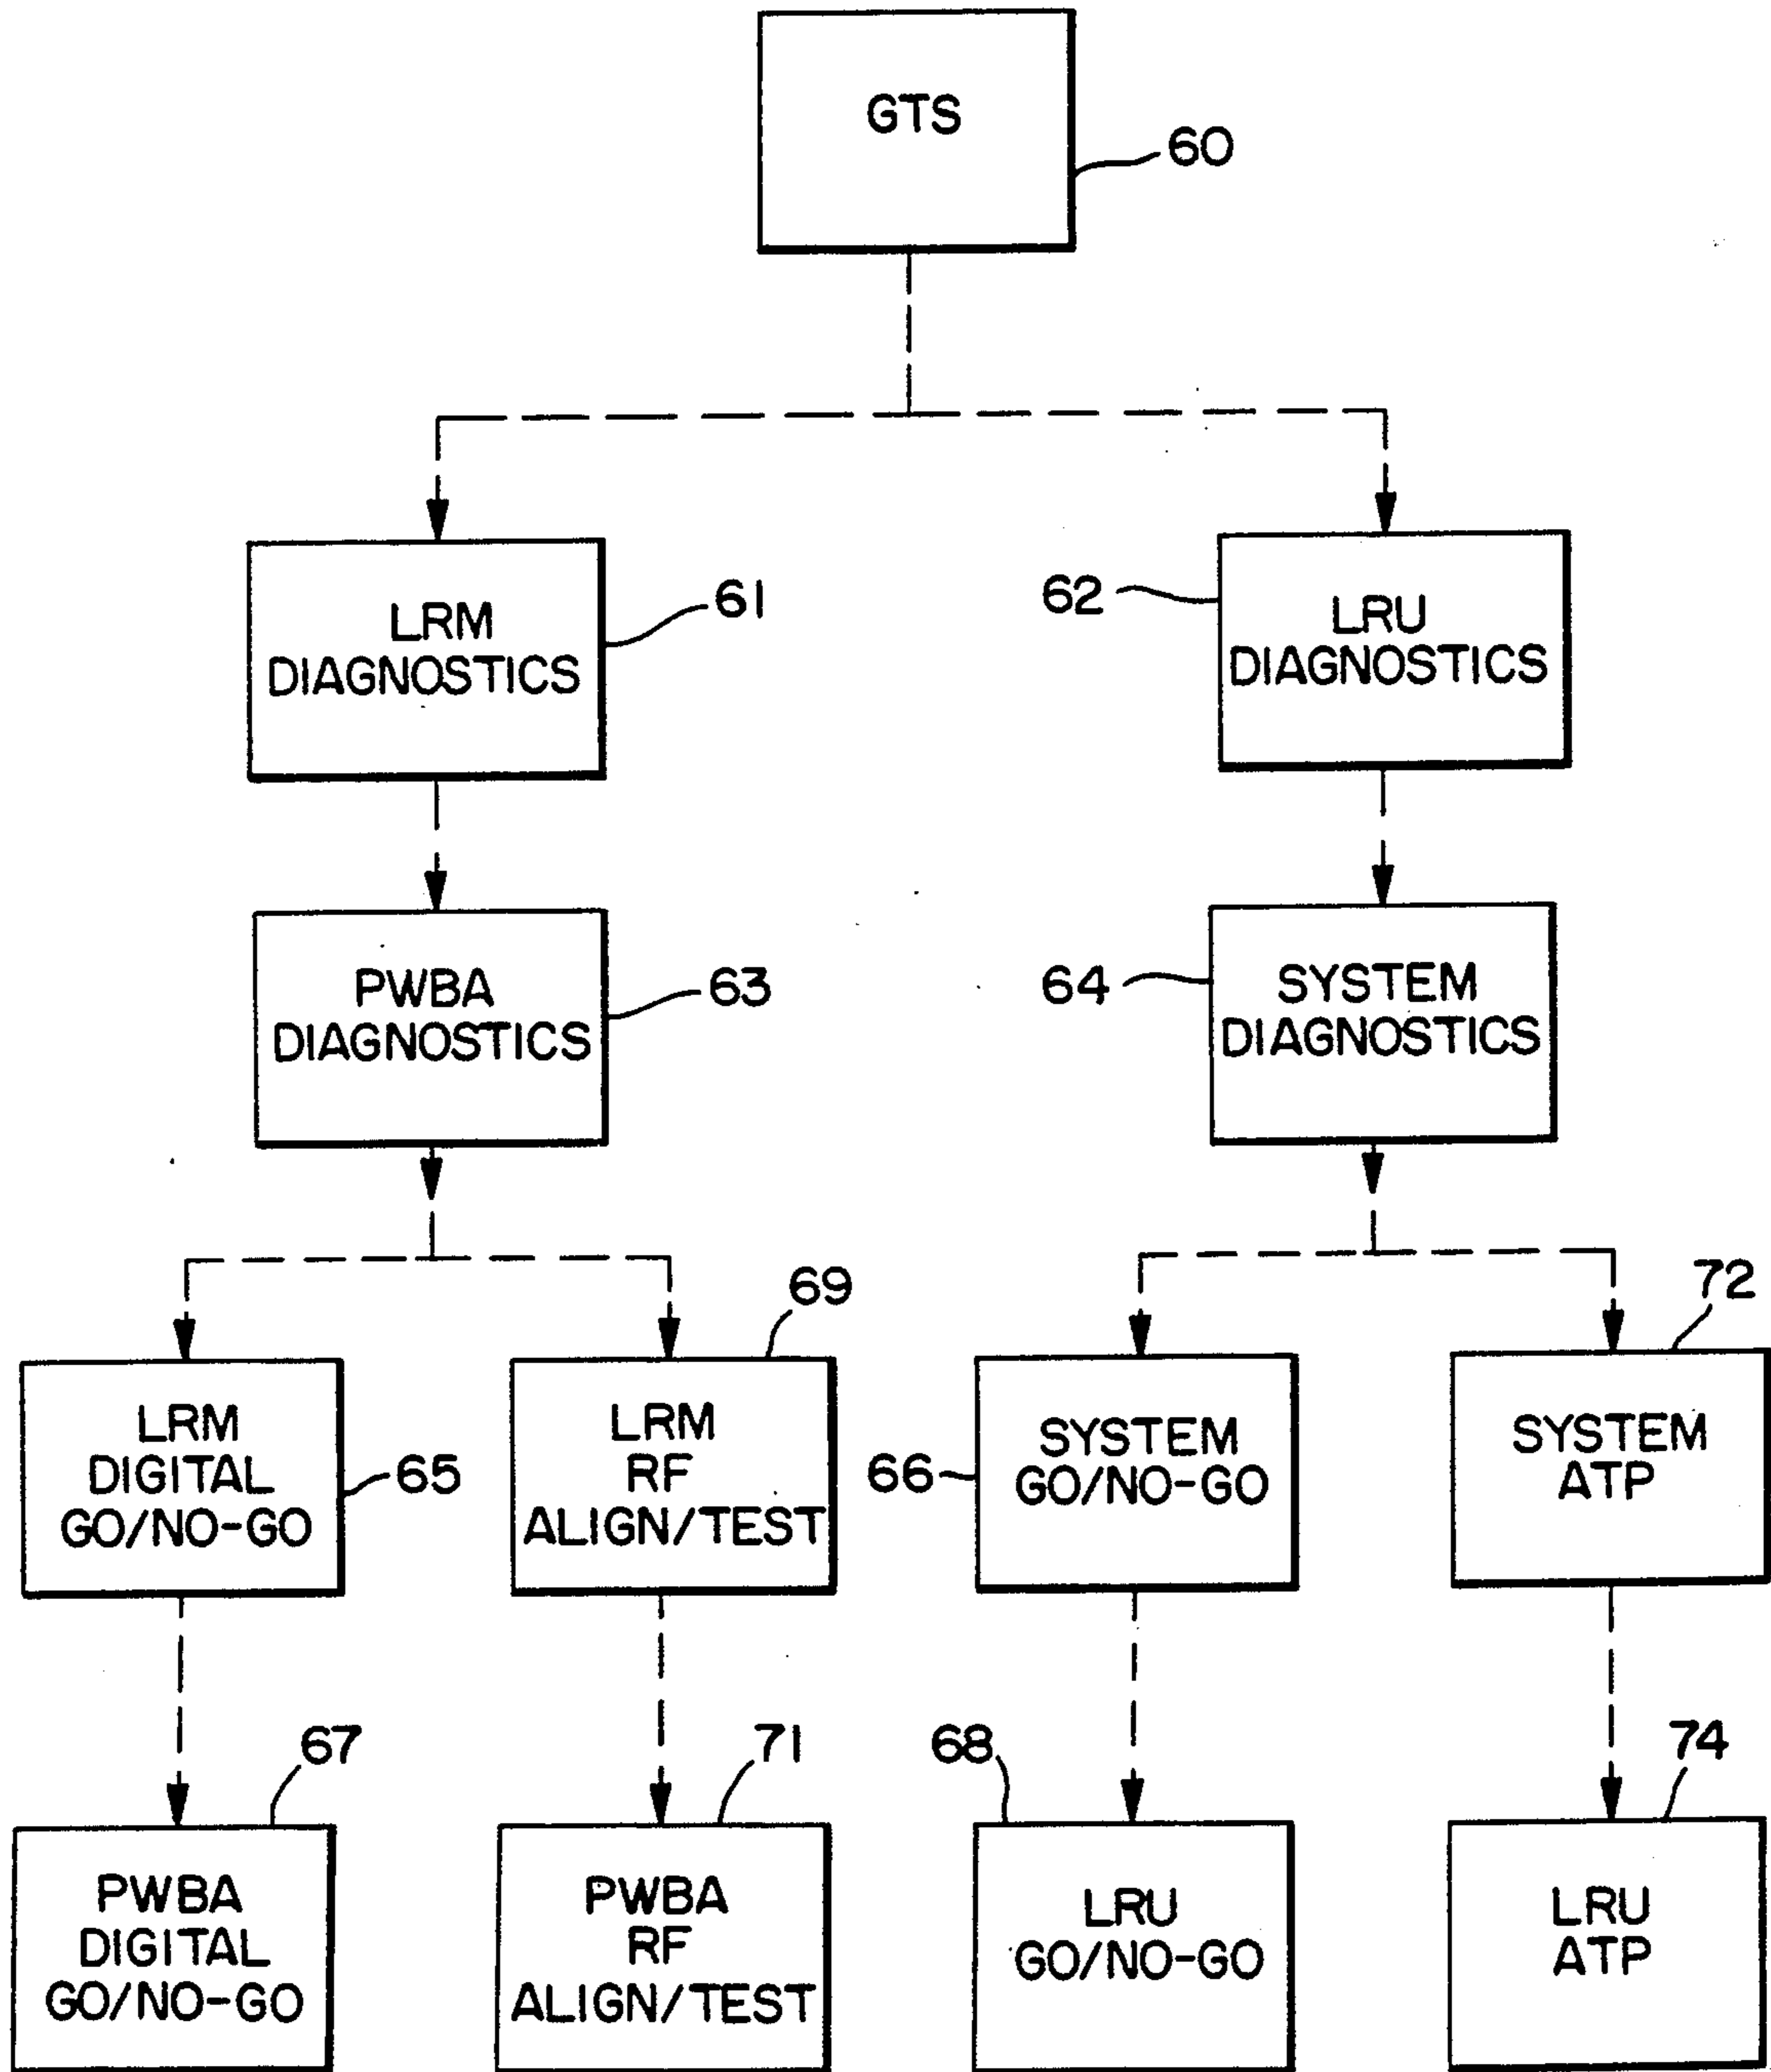 GTS
60
LRM
DIAGNOSTICS
61
62
LRU
DIAGNOSTICS
PWBA
DIAGNOSTICS
63
64
SYSTEM
DIAGNOSTICS
LRM
DIGITAL
GO/NO-GO
65
69
LRM
RF
ALIGN/TEST
66
SYSTEM
GO/NO-GO
72
SYSTEM
ATP
67
PWBA
DIGITAL
GO/NO-GO
71
PWBA
RF
ALIGN/TEST
68
LRU
GO/NO-GO
74
LRU
ATP